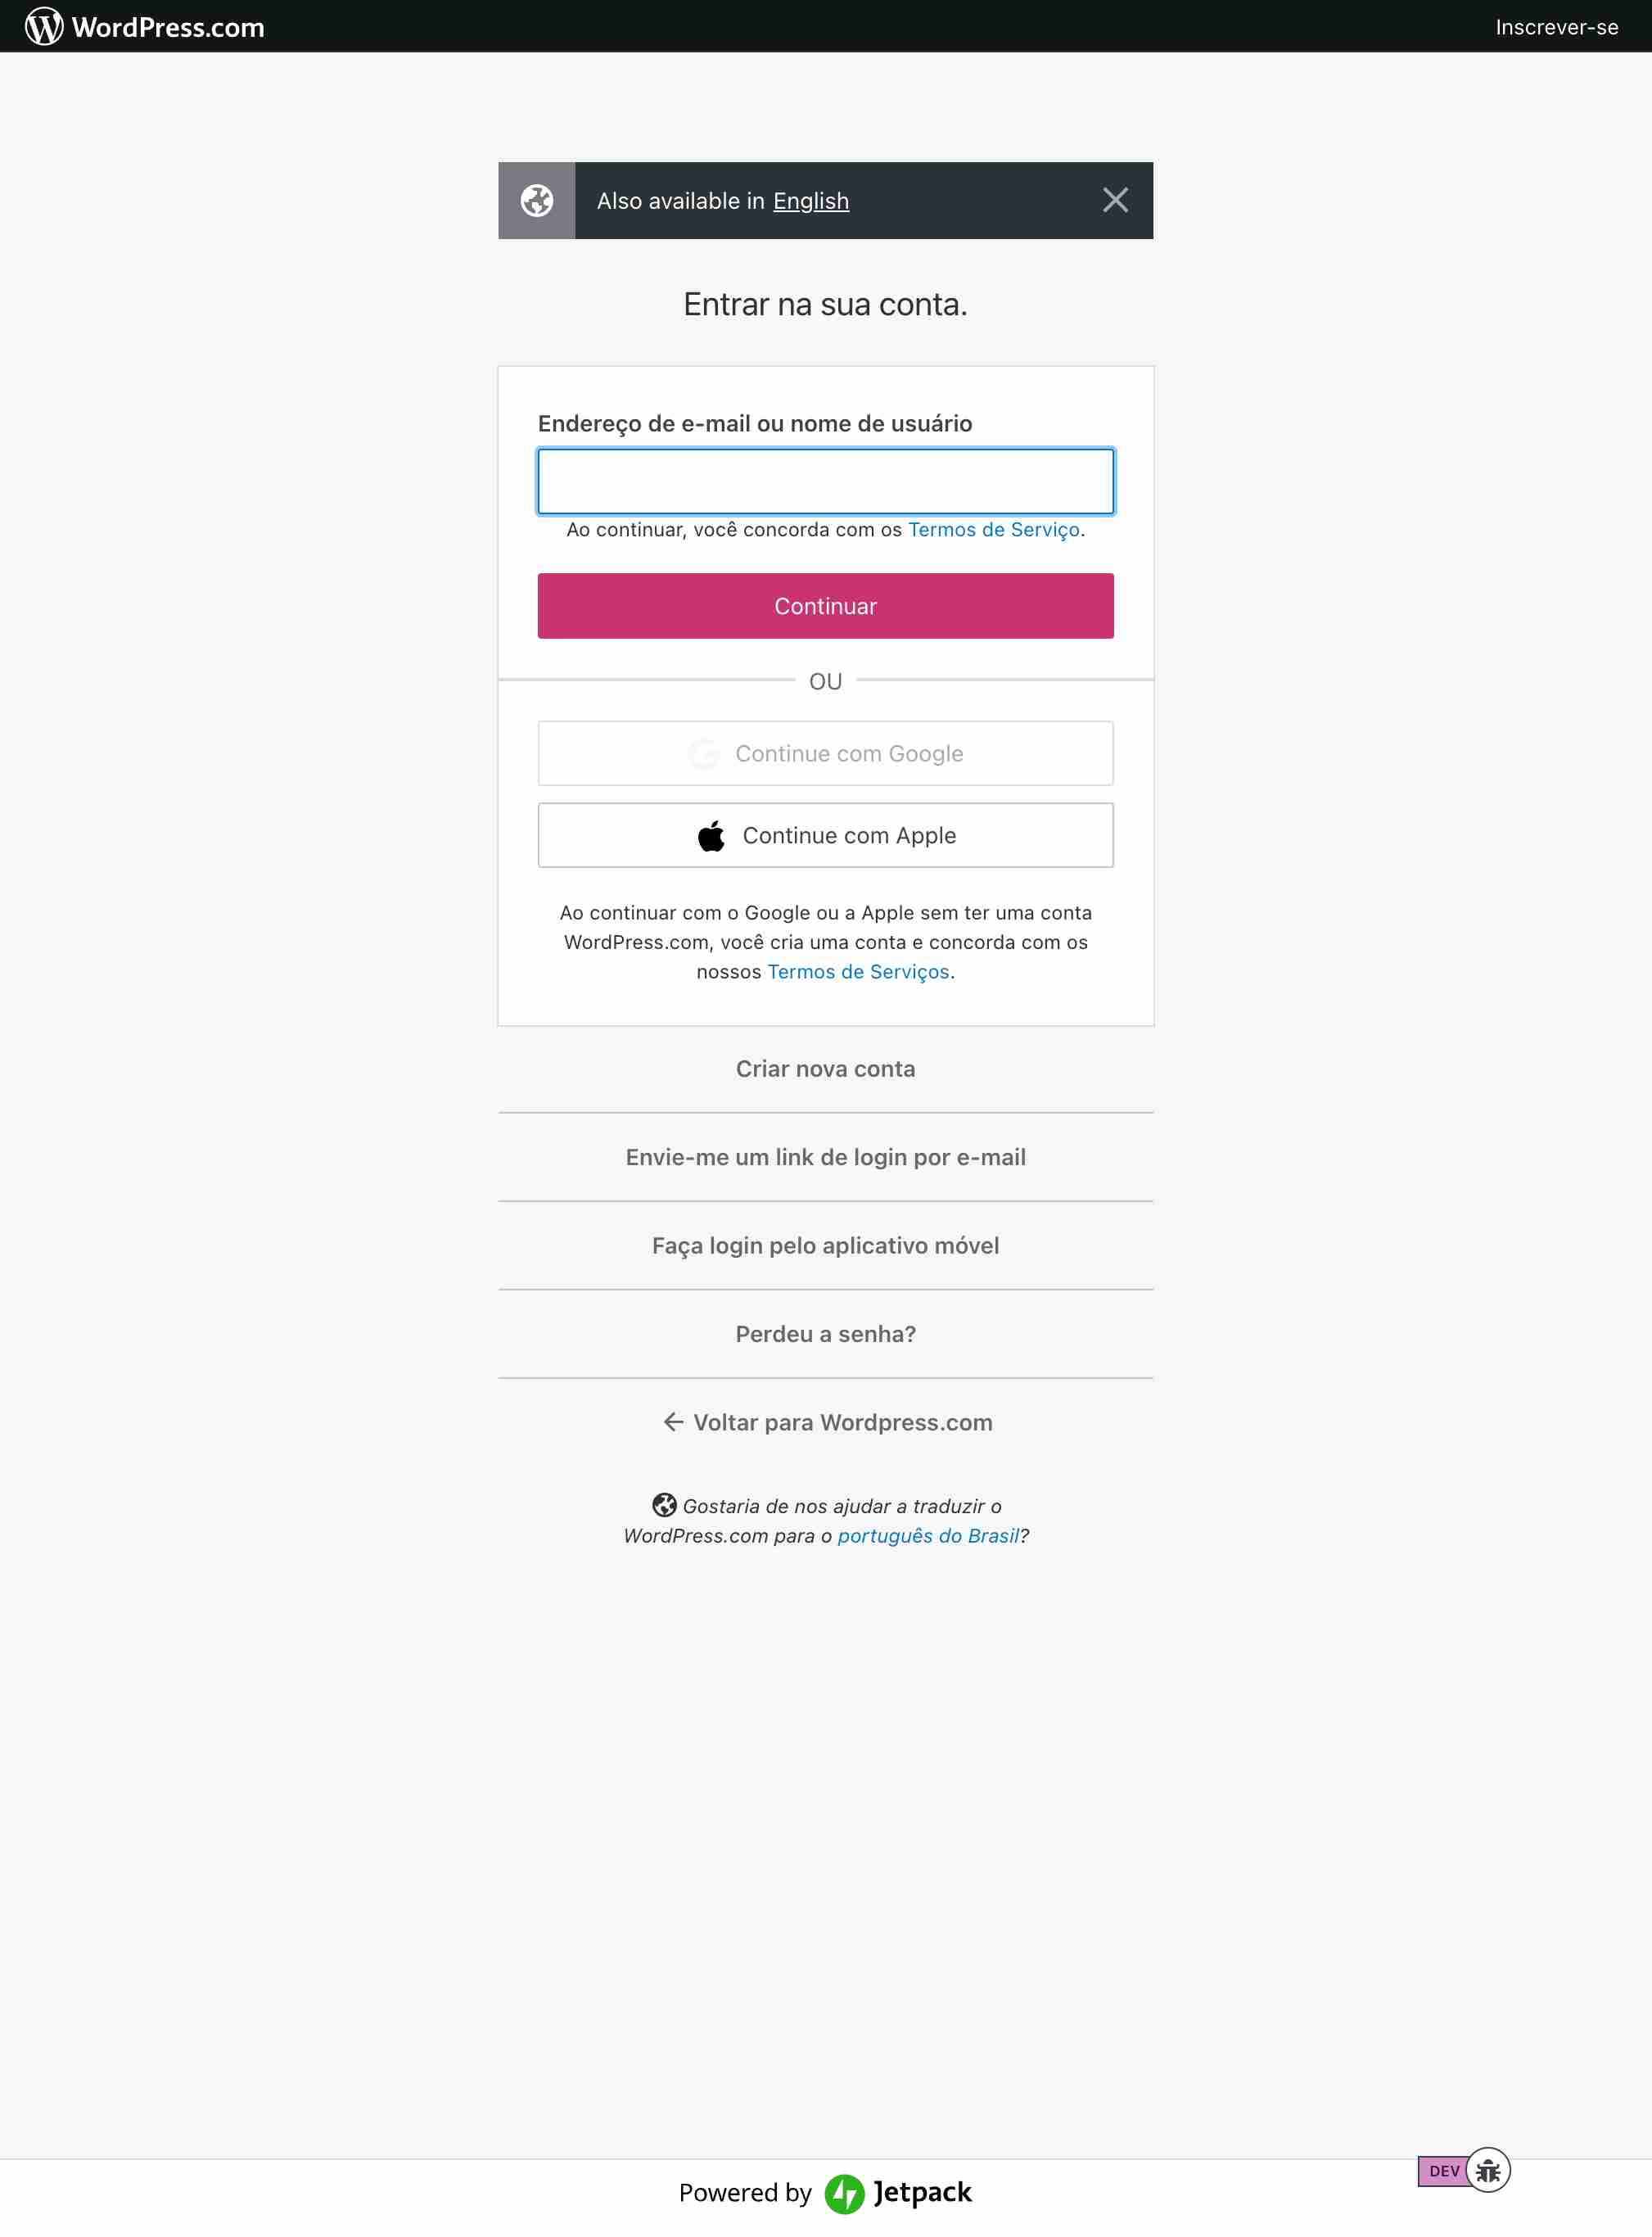 WordPress.com
Inscrever-se
Also available in English
Entrar na sua conta.
Endereço de e-mail ou nome de usuário
Ao continuar, você concorda com os Termos de Serviço.
Continuar
OU
Continue com Google
Continue com Apple
Ao continuar com o Google ou a Apple sem ter uma conta
WordPress.com, você cria uma conta e concorda com os
nossos Termos de Serviços.
Criar nova conta
Envie-me um link de login por e-mail
Faça login pelo aplicativo móvel
Perdeu a senha?
Voltar para Wordpress.com
Gostaria de nos ajudar a traduzir o
WordPress.com para o português do Brasil?
DEV
Powered by Jetpack